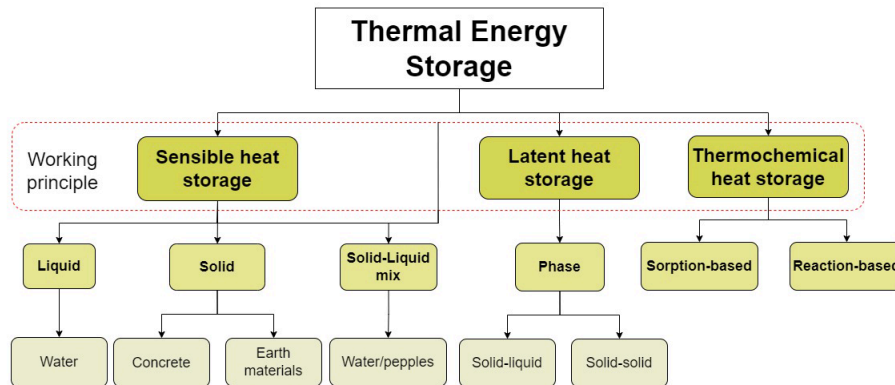 Thermal Energy
Storage
Working
principle
Sensible heat
storage
Latent heat
storage
Thermochemical
heat storage
Liquid
Solid
Solid-Liquid
mix
Phase
Sorption-based
Reaction-based
Water
Concrete
Earth
materials
Water/pepples
Solid-liquid
Solid-solid